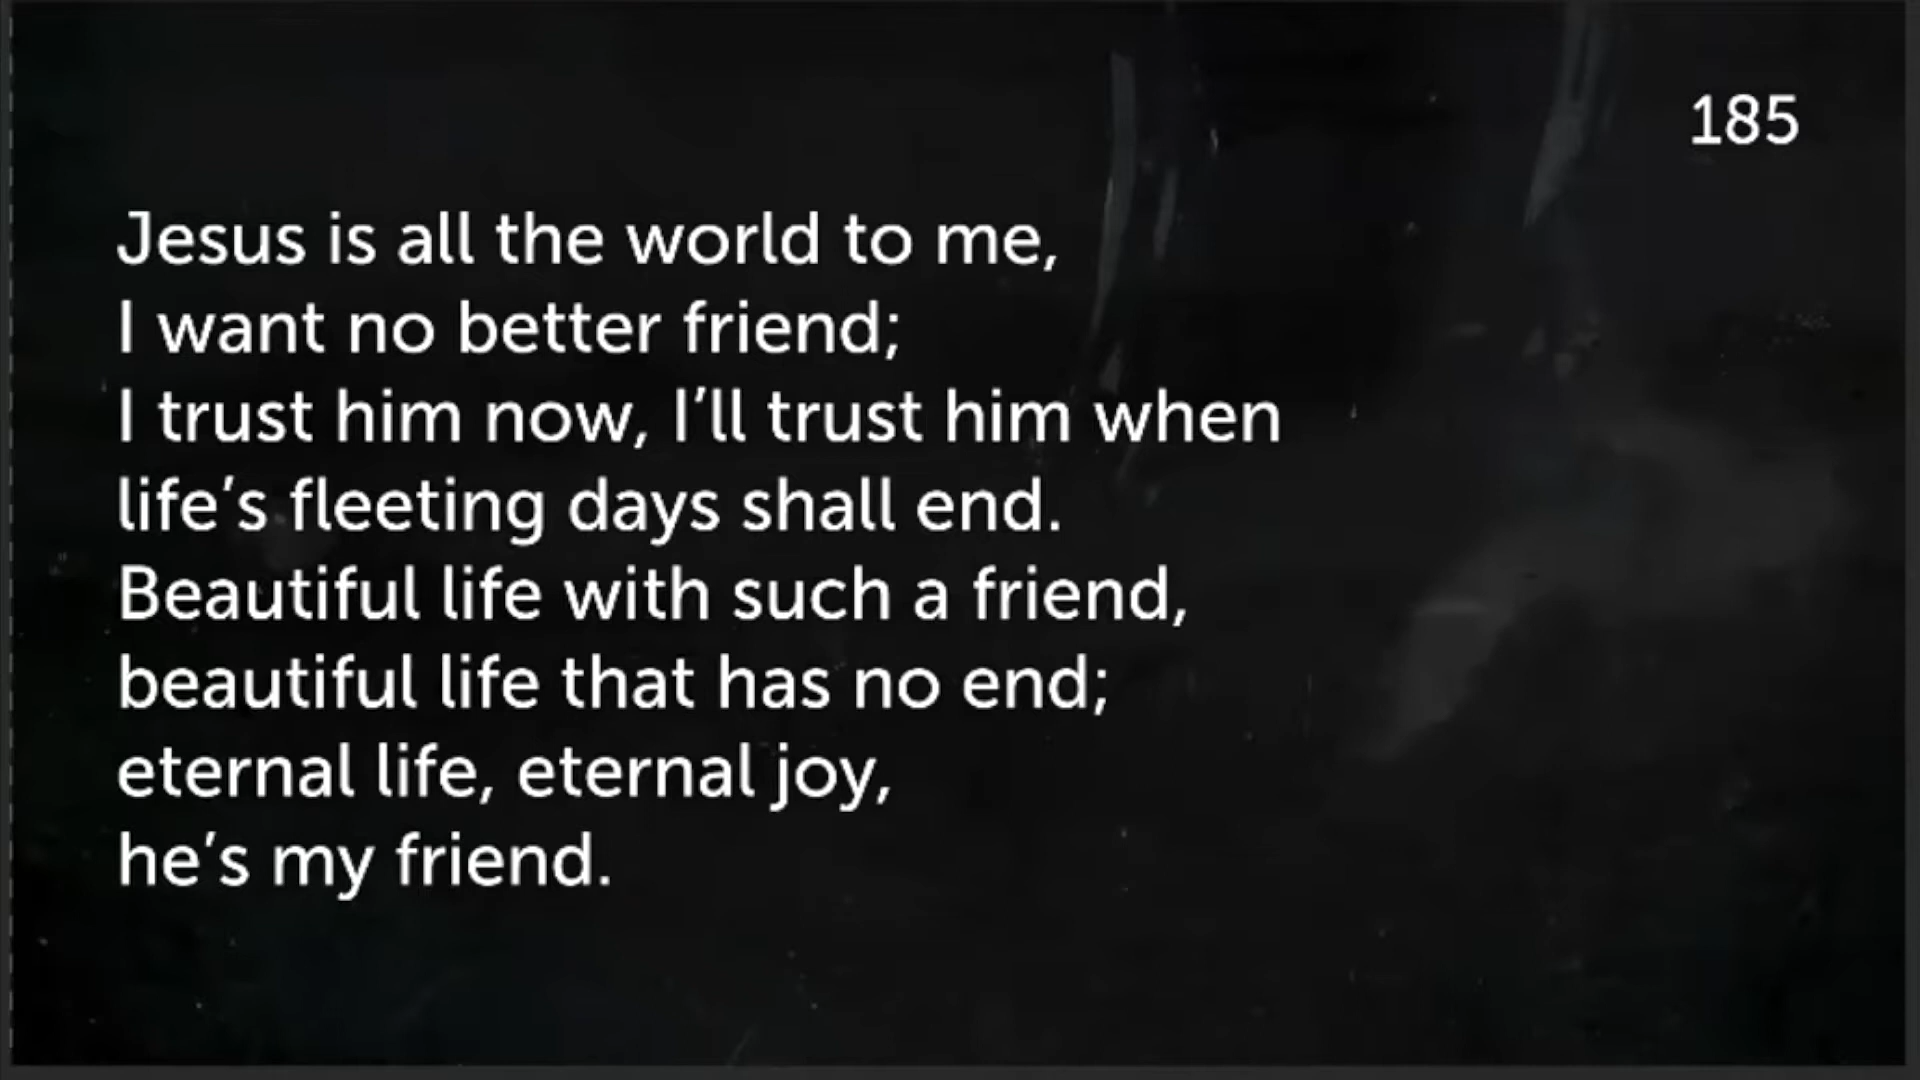 185
Jesus is all the world to me,
I want no better friend;
I trust him now, I’ll trust him when
life’s fleeting days shall end.
Beautiful life with such a friend,
beautiful life that has no end;
eternal life, eternal joy,
he’s my friend.